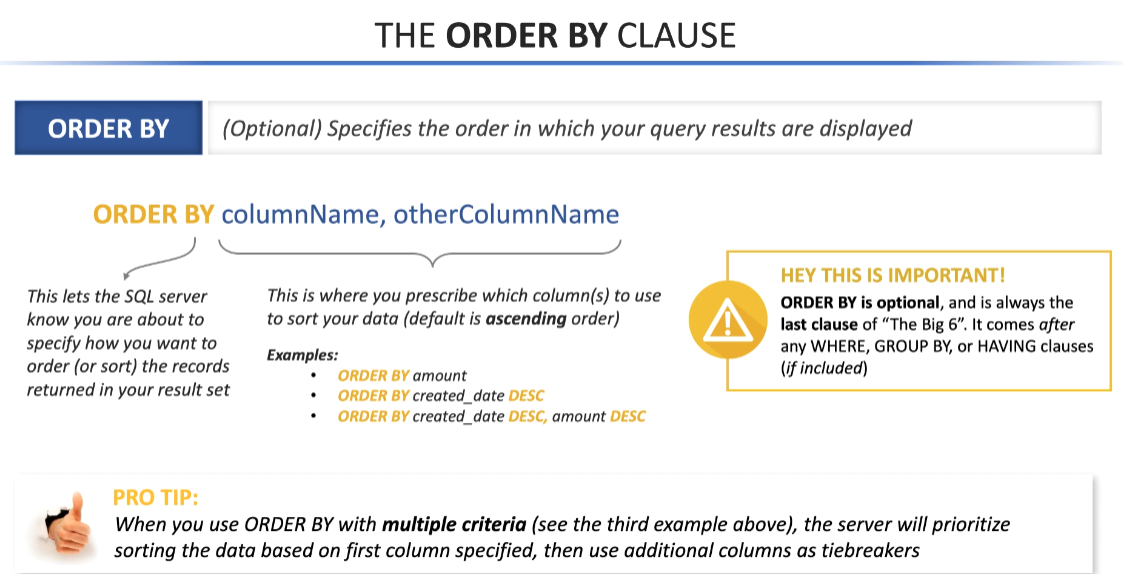 THE ORDER BY CLAUSE
ORDER BY
(Optional) Specifies the order in which your query results are displayed
ORDER BY columnName, otherColumnName
This lets the SQL server
know you are about to
specify how you want to
order (or sort) the records
returned in your result set
This is where you prescribe which column(s) to use
to sort your data (default is ascending order)
Examples:
• ORDER BY amount
• ORDER BY created_date DESC
• ORDER BY created_date DESC, amount DESC
HEY THIS IS IMPORTANT!
ORDER BY is optional, and is always the
last clause of “The Big 6”. It comes after
any WHERE, GROUP BY, or HAVING clauses
(if included)
PRO TIP:
When you use ORDER BY with multiple criteria (see the third example above), the server will prioritize
sorting the data based on first column specified, then use additional columns as tiebreakers